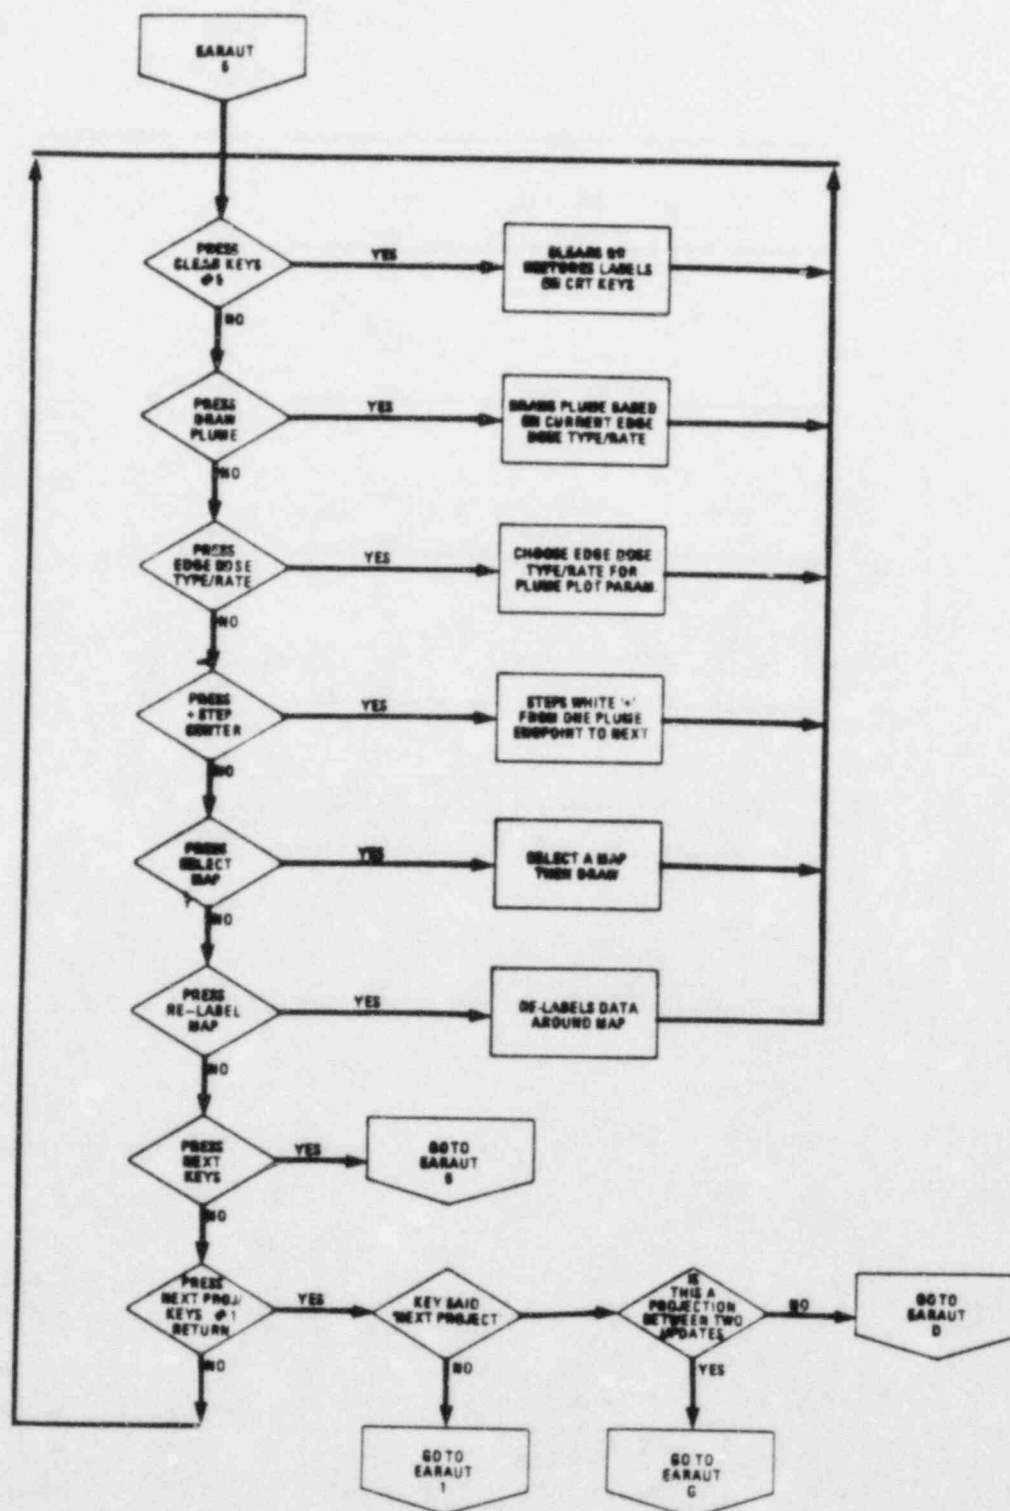 EARAUT
5
PRESS
CLEAR KEYS
#5
YES
CLEARS OR
RESTORES LABELS
ON CRT KEYS
NO
PRESS
DRAW
PLUME
YES
DRAWS PLUME BASED
ON CURRENT EDGE
DOSE TYPE/RATE
NO
PRESS
EDGE DOSE
TYPE/RATE
YES
CHOOSE EDGE DOSE
TYPE/RATE FOR
PLUME PLOT PARAM.
NO
PRESS
+ STEP
CENTER
YES
STEPS WHITE '+'
FROM ONE PLUME
ENDPOINT TO NEXT
NO
PRESS
SELECT
MAP
YES
SELECT A MAP
THEN DRAW
NO
PRESS
RE-LABEL
MAP
YES
RE-LABELS DATA
AROUND MAP
NO
PRESS
NEXT
KEYS
YES
GO TO
EARAUT
NO
PRESS
NEXT PROJ/
KEYS #1
RETURN
YES
KEY SAID
'NEXT PROJECT'
IS
THIS A
PROJECTION
BETWEEN TWO
UPDATES
NO
GO TO
EARAUT
D
NO
NO
YES
GO TO
EARAUT
1
GO TO
EARAUT